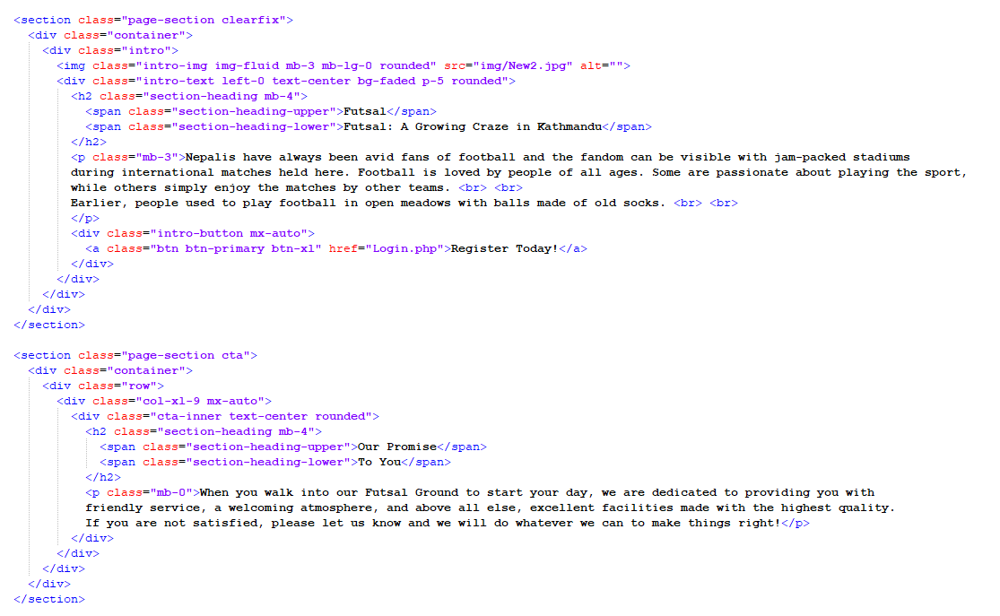 <section class="page-section clearfix">
<div class="container">
<div class="intro">
<img class="intro-img img-fluid mb-3 mb-lg-0 rounded" src="img/New2.jpg" alt="">
<div class="intro-text left-0 text-center bg-faded p-5 rounded">
<h2 class="section-heading mb-4">
<span class="section-heading-upper">Futsal</span>
<span class="section-heading-lower">Futsal: A Growing Craze in Kathmandu</span>
</h2>
<p class="mb-3">Nepalis have always been avid fans of football and the fandom can be visible with jam-packed stadiums
during international matches held here. Football is loved by people of all ages. Some are passionate about playing the sport,
while others simply enjoy the matches by other teams. <br> <br>
Earlier, people used to play football in open meadows with balls made of old socks. <br> <br>
</p>
<div class="intro-button mx-auto">
<a class="btn btn-primary btn-xl" href="Login.php">Register Today!</a>
</div>
</div>
</div>
</div>
</section>
<section class="page-section cta">
<div class="container">
<div class="row">
<div class="col-xl-9 mx-auto">
<div class="cta-inner text-center rounded">
<h2 class="section-heading mb-4">
<span class="section-heading-upper">Our Promise</span>
<span class="section-heading-lower">To You</span>
</h2>
<p class="mb-0">When you walk into our Futsal Ground to start your day, we are dedicated to providing you with
friendly service, a welcoming atmosphere, and above all else, excellent facilities made with the highest quality.
If you are not satisfied, please let us know and we will do whatever we can to make things right!</p>
</div>
</div>
</div>
</div>
</section>